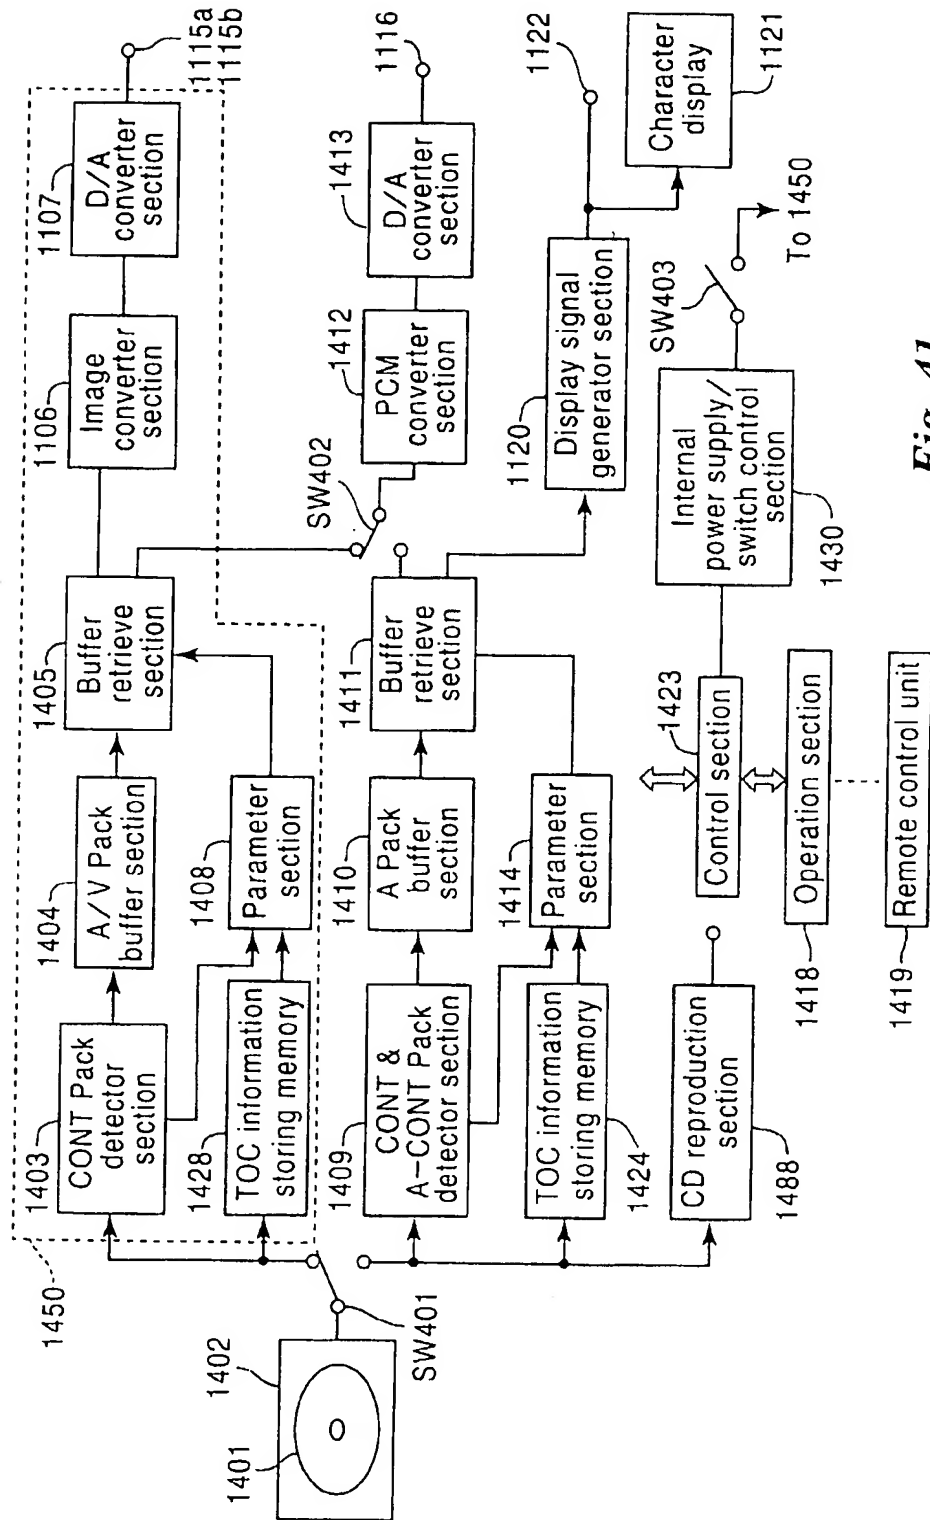 1450
1403
CONT Pack
detector
section
1404
A/V Pack
buffer section
1405
Buffer
retrieve
section
1106
Image
converter
section
1107
D/A
converter
section
1115a
1115b
1428
TOC information
storing memory
1408
Parameter
section
1402
1401
SW401
1409
CONT &
A-CONT Pack
detector section
1410
A Pack
buffer
section
1411
Buffer
retrieve
section
SW402
1412
PCM
converter
section
1413
D/A
converter
section
1116
TOC information
storing memory
1424
1414
Parameter
section
1120
Display signal
generator section
1122
Character
display
1121
CD reproduction
section
1488
1423
Control section
Internal
power supply/
switch control
section
1430
SW403
To 1450
Operation section
1418
Remote control unit
1419
Fig. 41